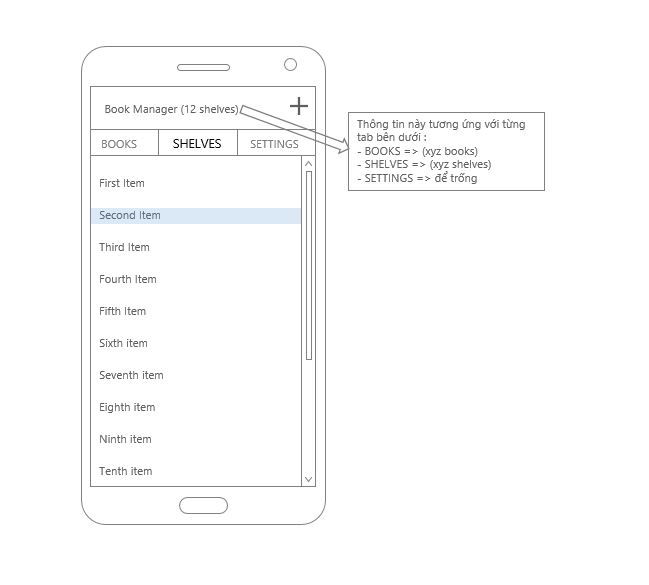 Book Manager (12 shelves)
BOOKS
SHELVES
SETTINGS
First Item
Second Item
Third Item
Fourth Item
Fifth Item
Sixth item
Seventh item
Eighth item
Ninth item
Tenth item
Thông tin này tương ứng với từng
tab bên dưới :
- BOOKS => (xyz books)
- SHELVES => (xyz shelves)
- SETTINGS => để trống